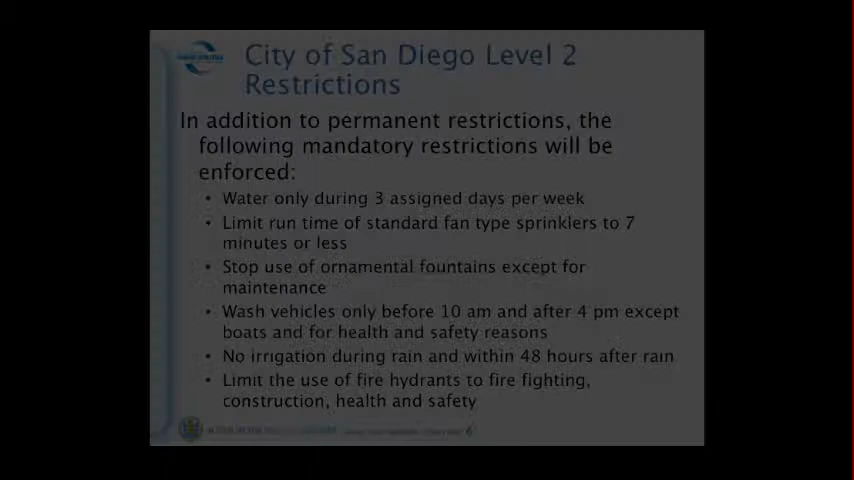 City of San Diego Level 2
Restrictions
In addition to permanent restrictions, the
following mandatory restrictions will be
enforced:
• Water only during 3 assigned days per week
• Limit run time of standard fan type sprinklers to 7
minutes or less
• Stop use of ornamental fountains except for
maintenance
• Wash vehicles only before 10 am and after 4 pm except
boats and for health and safety reasons
• No irrigation during rain and within 48 hours after rain
• Limit the use of fire hydrants to fire fighting,
construction, health and safety
6